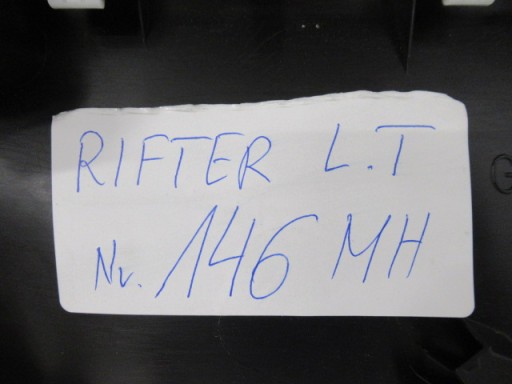 RIFTER L.T
Nr. 146 MH